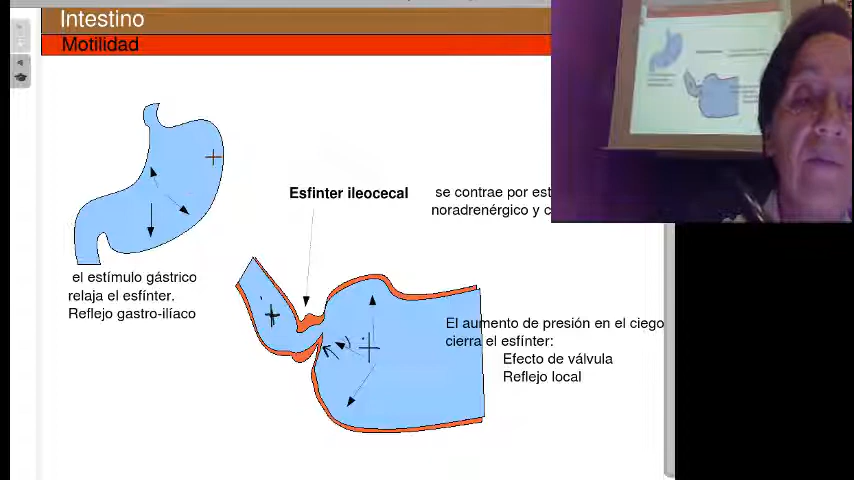 Intestino
Motilidad
Esfinter ileocecal
se contrae por est
noradrenérgico y c
el estímulo gástrico
relaja el esfínter.
Reflejo gastro-ilíaco
El aumento de presión en el ciego
cierra el esfínter:
Efecto de válvula
Reflejo local